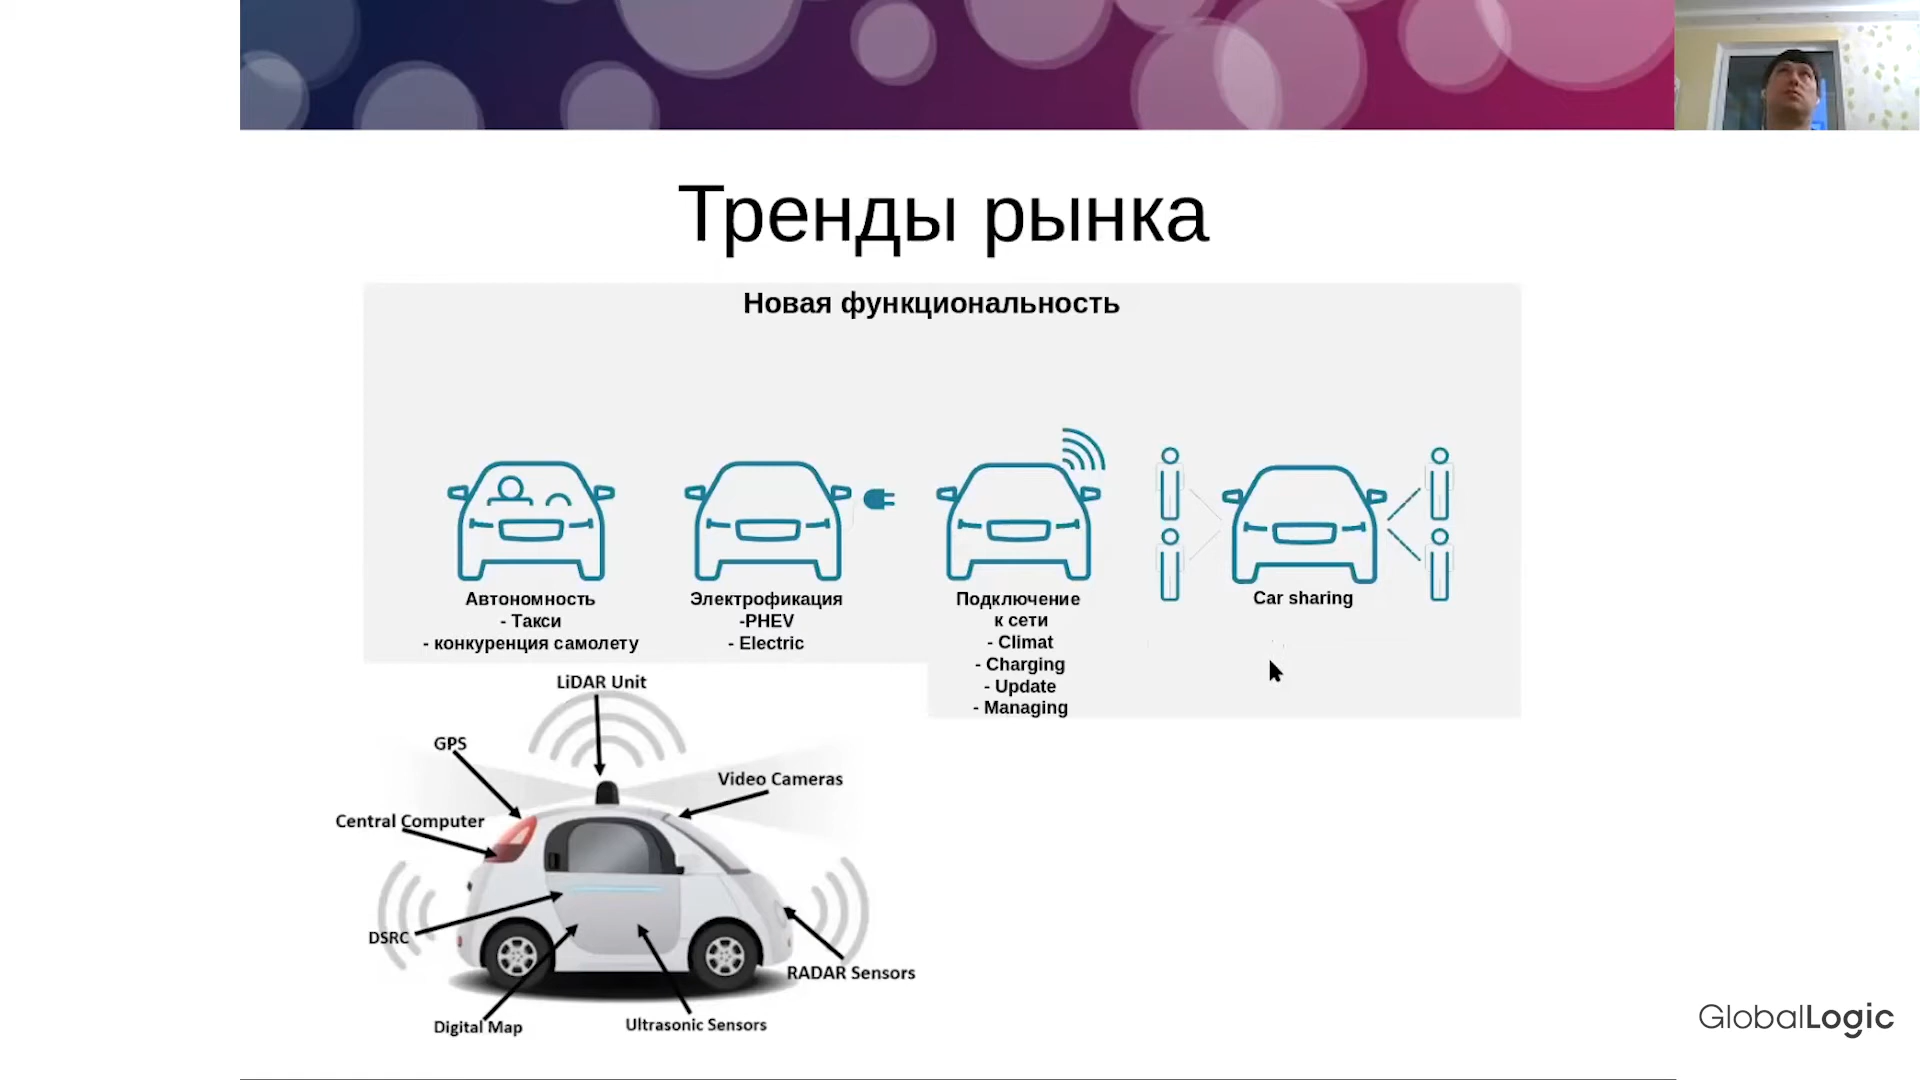 Тренды рынка
Новая функциональность
Автономность
- Такси
- конкуренция самолету
Электрофикация
-PHEV
- Electric
Подключение
к сети
- Climat
- Charging
- Update
- Managing
Car sharing
LiDAR Unit
GPS
Video Cameras
Central Computer
DSRC
RADAR Sensors
Digital Map
Ultrasonic Sensors
GlobalLogic